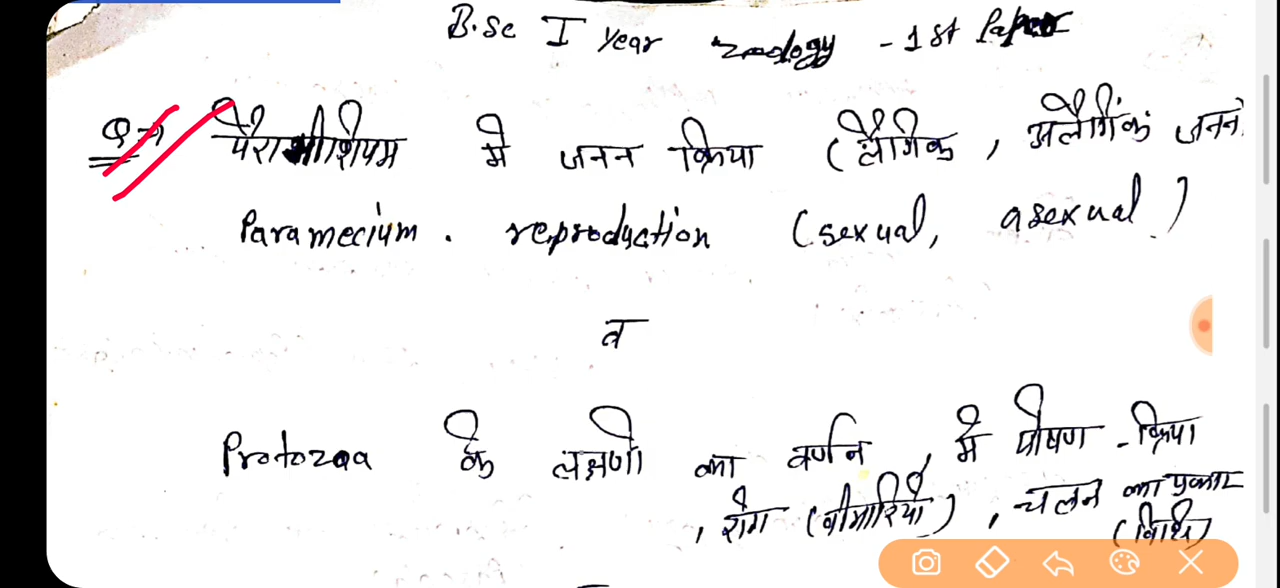 B.Sc I year zoology - 1st Paper
Q→ पैरामीशियम में जनन क्रिया (लैंगिक, अलैंगिक जनन
Paramecium. reproduction (sexual, asexual)
व
Protozoa के लक्षणों का वर्णन, में पोषण - क्रिया
, रोग (बीमारियाँ), चलन का प्रकार
(विधि)